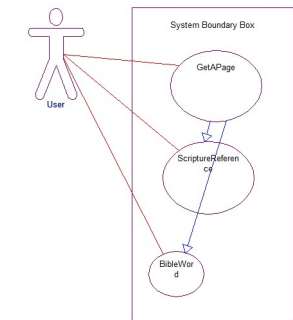 System Boundary Box
GetAPage
User
ScriptureReferen
ce
BibleWor
d